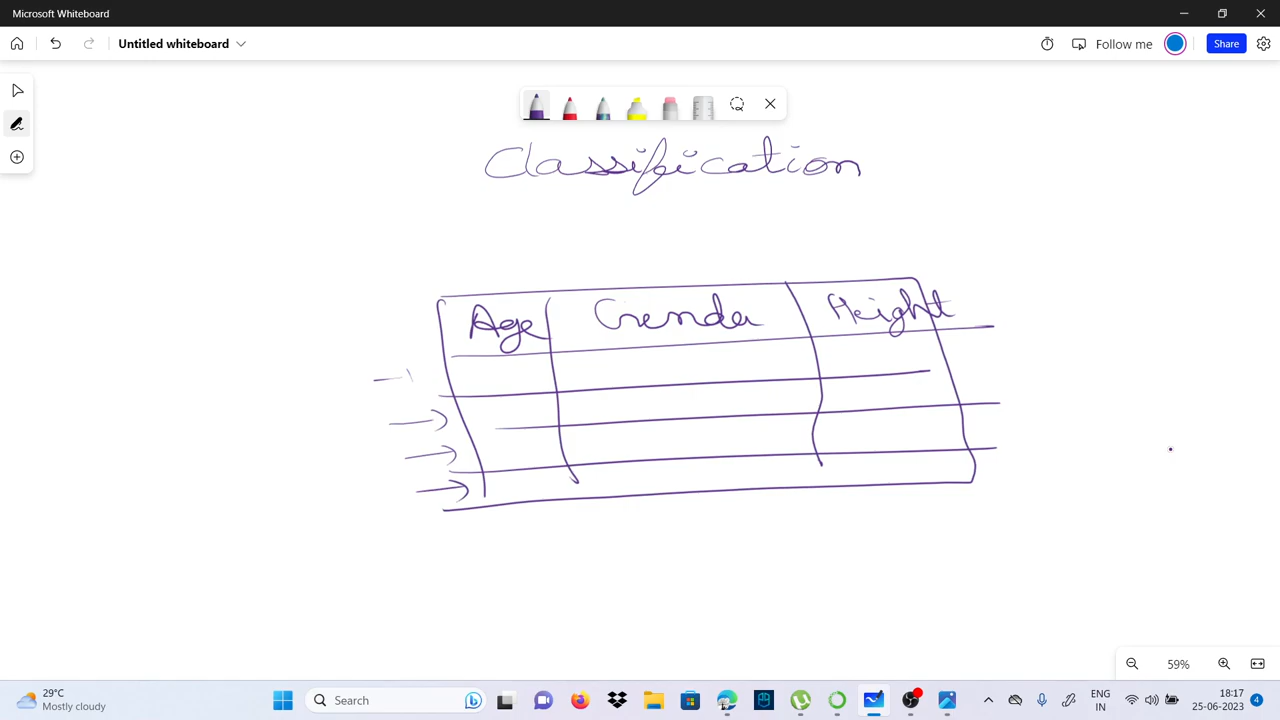 Microsoft Whiteboard
Untitled whiteboard
Follow me
Share
Classification
Age Gender Height
59%
29°C
Mostly cloudy
Search
ENG
IN
18:17
25-06-2023
4